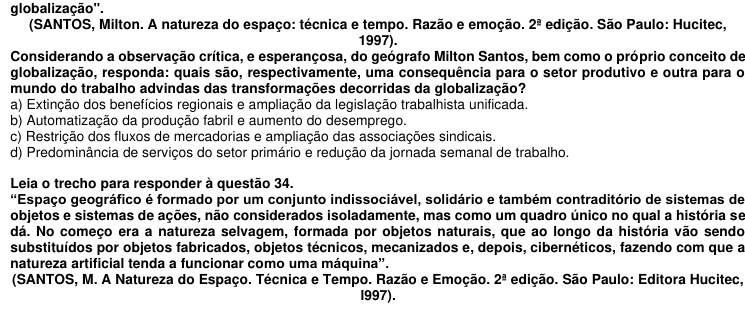 globalização".
(SANTOS, Milton. A natureza do espaço: técnica e tempo. Razão e emoção. 2ª edição. São Paulo: Hucitec,
1997).
Considerando a observação crítica, e esperançosa, do geógrafo Milton Santos, bem como o próprio conceito de
globalização, responda: quais são, respectivamente, uma consequência para o setor produtivo e outra para o
mundo do trabalho advindas das transformações decorridas da globalização?
a) Extinção dos benefícios regionais e ampliação da legislação trabalhista unificada.
b) Automatização da produção fabril e aumento do desemprego.
c) Restrição dos fluxos de mercadorias e ampliação das associações sindicais.
d) Predominância de serviços do setor primário e redução da jornada semanal de trabalho.
Leia o trecho para responder à questão 34.
“Espaço geográfico é formado por um conjunto indissociável, solidário e também contraditório de sistemas de
objetos e sistemas de ações, não considerados isoladamente, mas como um quadro único no qual a história se
dá. No começo era a natureza selvagem, formada por objetos naturais, que ao longo da história vão sendo
substituídos por objetos fabricados, objetos técnicos, mecanizados e, depois, cibernéticos, fazendo com que a
natureza artificial tenda a funcionar como uma máquina”.
(SANTOS, M. A Natureza do Espaço. Técnica e Tempo. Razão e Emoção. 2ª edição. São Paulo: Editora Hucitec,
l997).